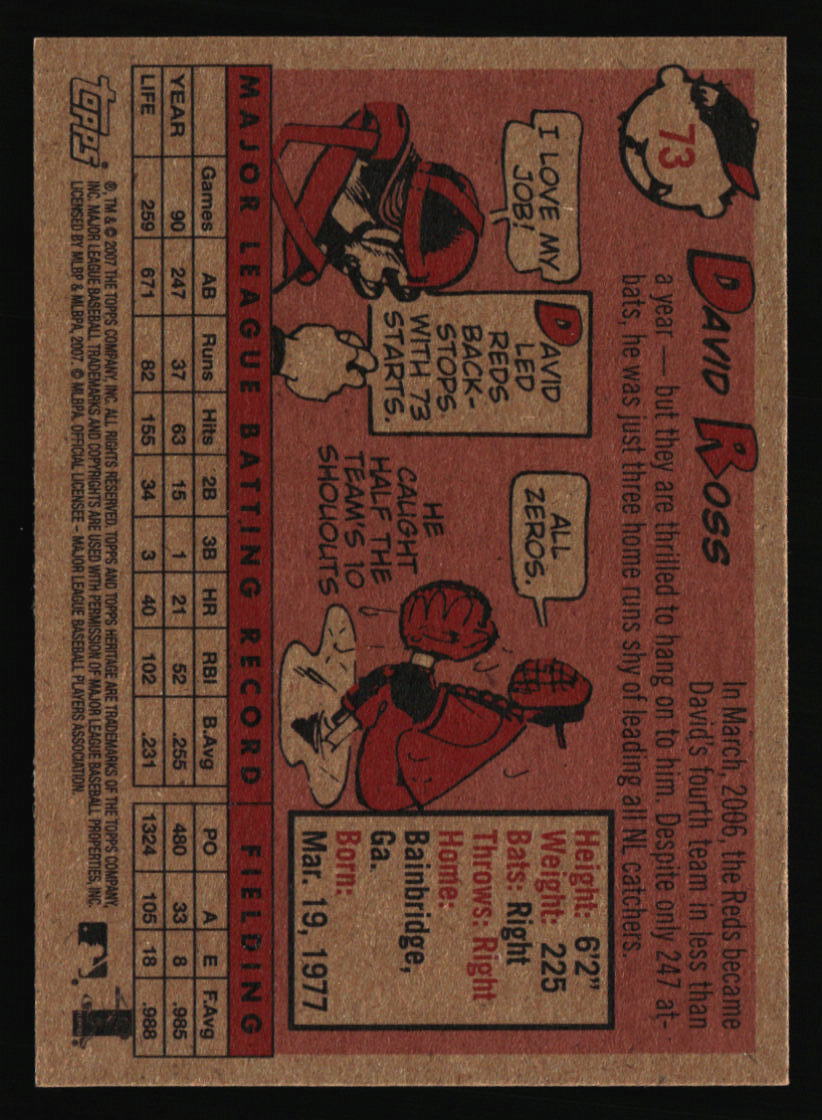 73
DAVID ROSS
In March, 2006, the Reds became
David's fourth team in less than
a year — but they are thrilled to hang on to him. Despite only 247 at-
bats, he was just three home runs shy of leading all NL catchers.
I LOVE MY
JOB!
DAVID
LED
REDS
BACK-
STOPS
WITH 73
STARTS.
ALL
ZEROS.
HE
CAUGHT
HALF THE
TEAM'S 10
SHOUOUTS
Height: 6'2"
Weight: 225
Bats: Right
Throws: Right
Home:
Bainbridge,
Ga.
Born:
Mar. 19, 1977
MAJOR LEAGUE BATTING RECORD FIELDING
Games AB Runs Hits 2B 3B HR RBI B.Avg PO A E F.Avg
YEAR 90 247 37 63 15 1 21 52 .255 480 33 8 .985
LIFE 259 671 82 155 34 3 40 102 .231 1324 105 18 .988
topps
®, TM & © 2007 THE TOPPS COMPANY, INC. ALL RIGHTS RESERVED. TOPPS AND TOPPS HERITAGE ARE TRADEMARKS OF THE TOPPS COMPANY,
INC. MAJOR LEAGUE BASEBALL TRADEMARKS AND COPYRIGHTS ARE USED WITH PERMISSION OF MAJOR LEAGUE BASEBALL PROPERTIES, INC.
LICENSED BY MLBP & MLBPA, 2007. © MLBPA. OFFICIAL LICENSEE - MAJOR LEAGUE BASEBALL PLAYERS ASSOCIATION.